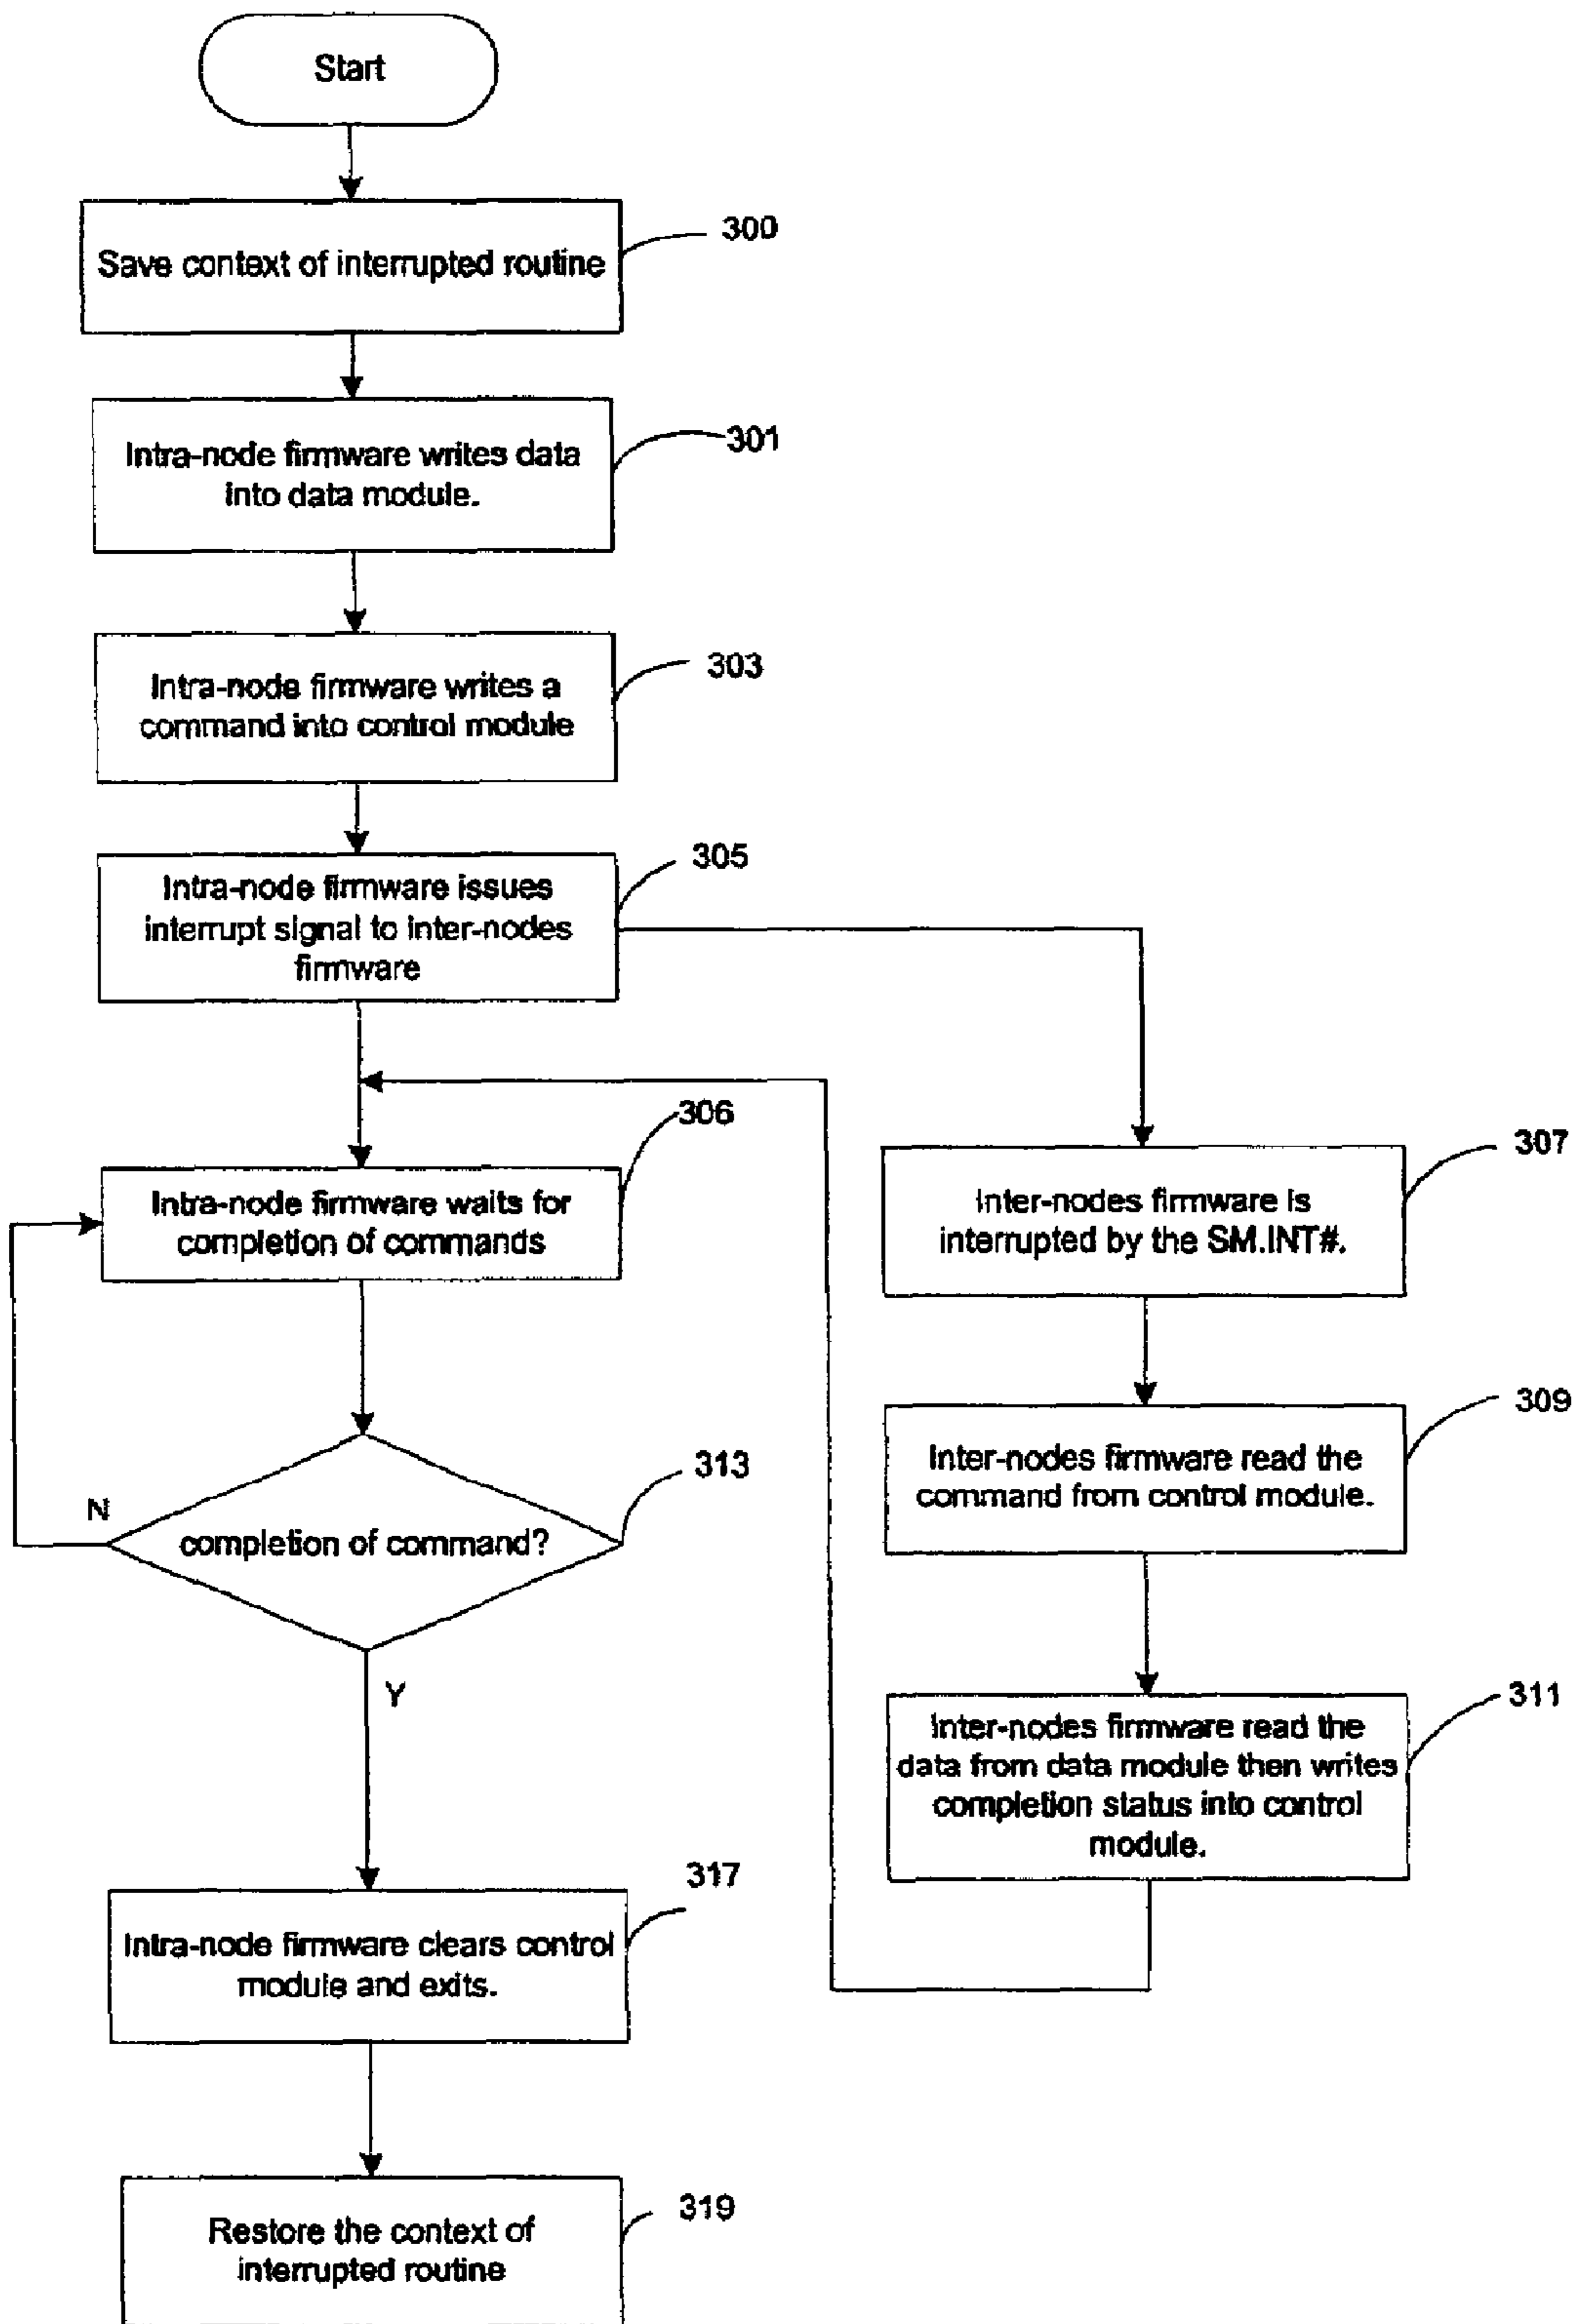 Start
300
Save context of interrupted routine
301
Intra-node firmware writes data
into data module.
303
Intra-node firmware writes a
command into control module
305
Intra-node firmware issues
interrupt signal to inter-nodes
firmware
306
Intra-node firmware waits for
completion of commands
307
Inter-nodes firmware is
interrupted by the SM.INT#.
309
Inter-nodes firmware read the
command from control module.
313
N
completion of command?
Y
311
Inter-nodes firmware read the
data from data module then writes
completion status into control
module.
317
Intra-node firmware clears control
module and exits.
319
Restore the context of
interrupted routine